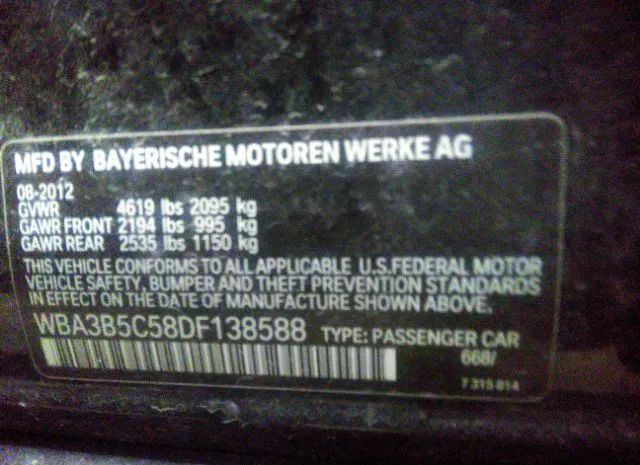 MFD BY BAYERISCHE MOTOREN WERKE AG
08-2012
GVWR 4619 lbs 2095 kg
GAWR FRONT 2194 lbs 995 kg
GAWR REAR 2535 lbs 1150 kg
THIS VEHICLE CONFORMS TO ALL APPLICABLE U.S.FEDERAL MOTOR
VEHICLE SAFETY, BUMPER AND THEFT PREVENTION STANDARDS
IN EFFECT ON THE DATE OF MANUFACTURE SHOWN ABOVE.
WBA3B5C58DF138588 TYPE: PASSENGER CAR
668/
7 315 014